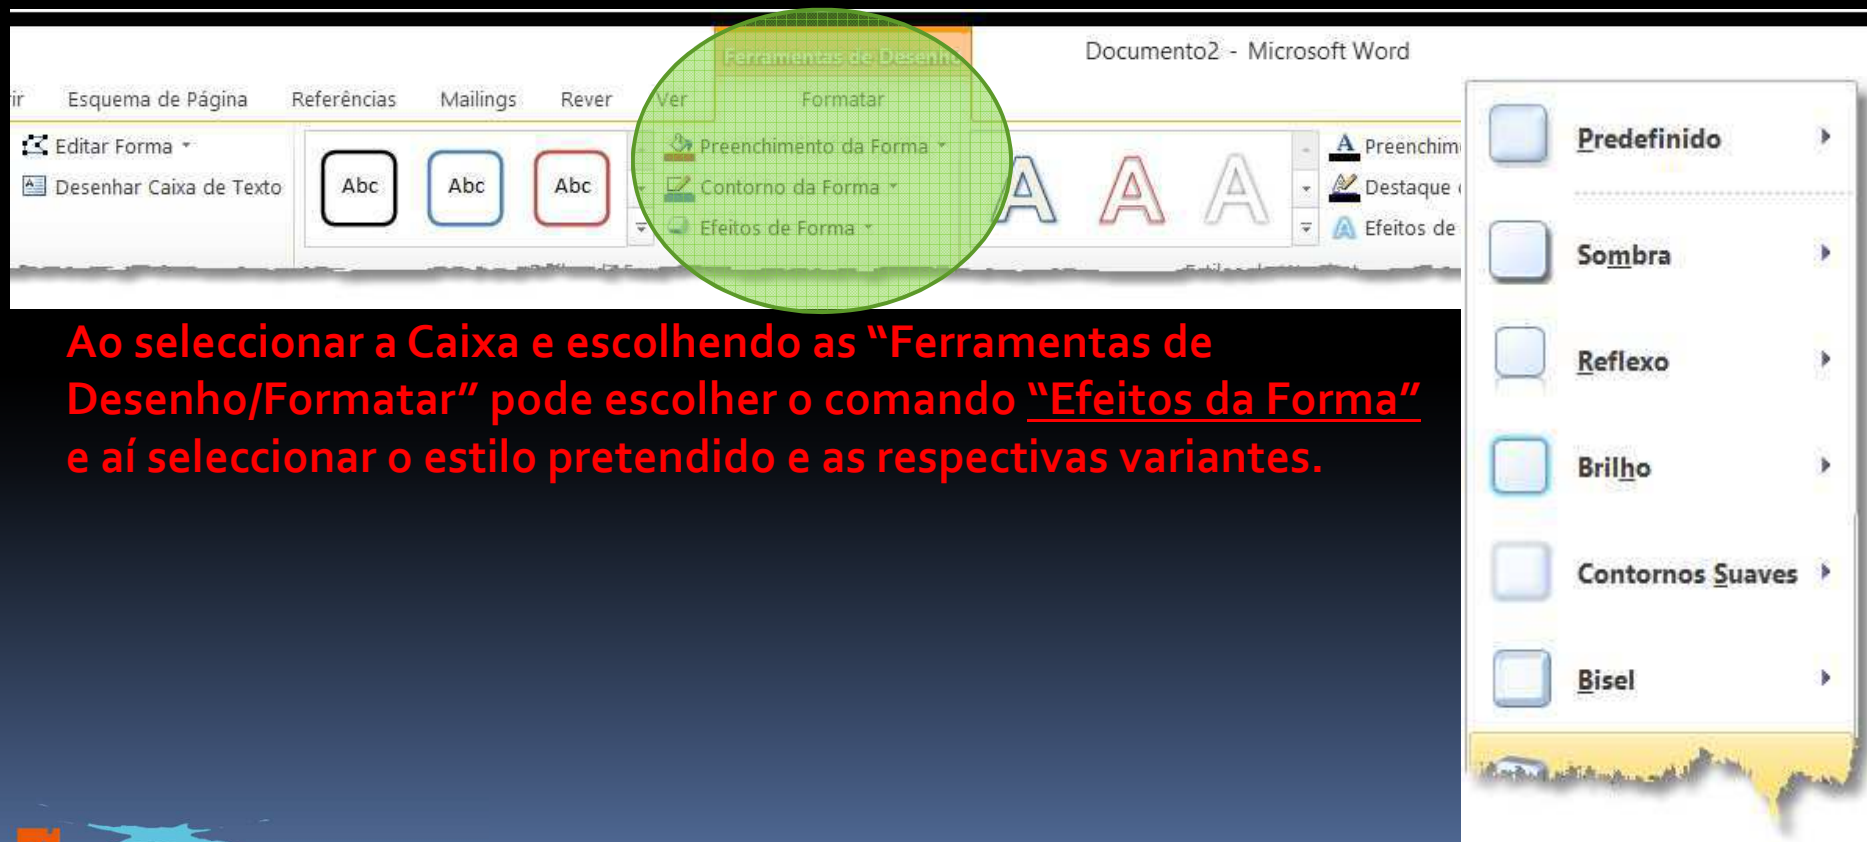 Ferramentas de Desenho
Documento2 - Microsoft Word
ir Esquema de Página Referências Mailings Rever Ver Formatar
Editar Forma
Desenhar Caixa de Texto
Abc Abc Abc
Preenchimento da Forma
Contorno da Forma
Efeitos de Forma
A A A
A Preenchim
Destaque
A Efeitos de
Predefinido
Sombra
Reflexo
Brilho
Contornos Suaves
Bisel
Ao seleccionar a Caixa e escolhendo as “Ferramentas de
Desenho/Formatar” pode escolher o comando “Efeitos da Forma”
e aí seleccionar o estilo pretendido e as respectivas variantes.